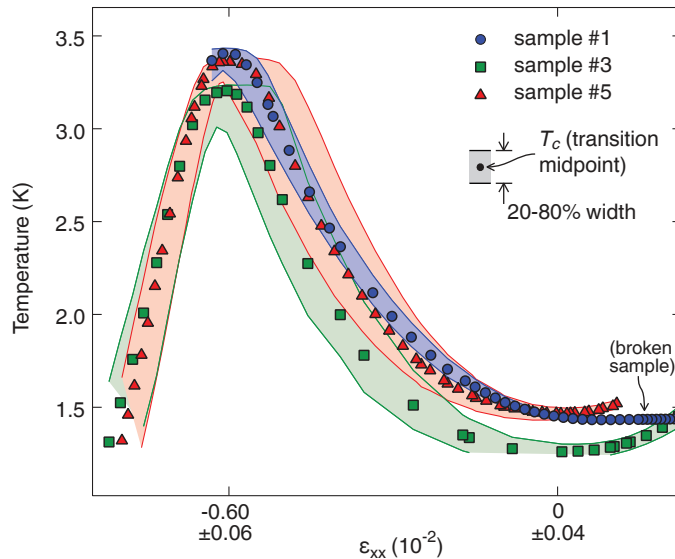 3.5
3.0
2.5
2.0
1.5
Temperature (K)
sample #1
sample #3
sample #5
T_c (transition
midpoint)
20-80% width
(broken
sample)
-0.60
±0.06
0
±0.04
ε_xx (10^-2)